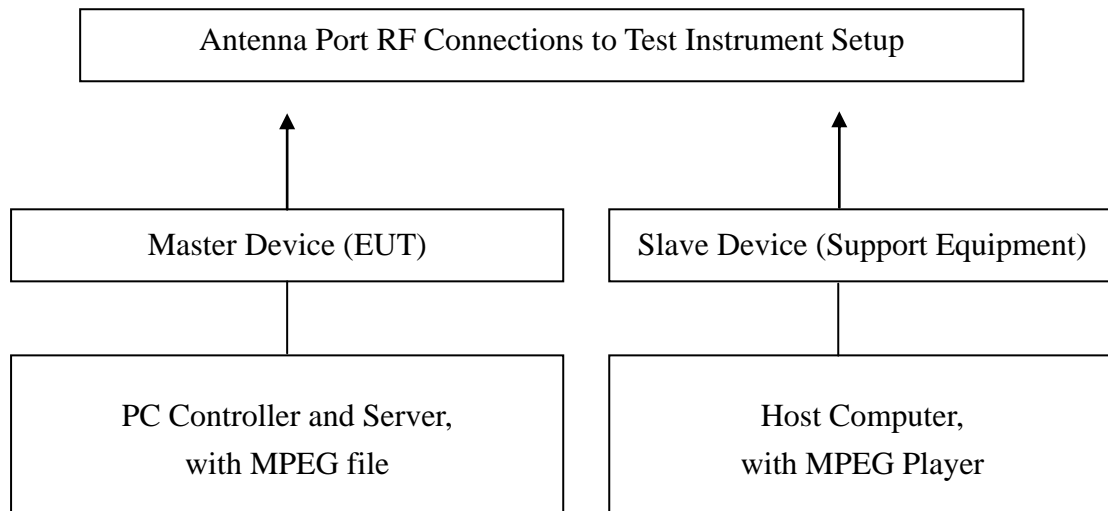 Antenna Port RF Connections to Test Instrument Setup
Master Device (EUT)
Slave Device (Support Equipment)
PC Controller and Server,
with MPEG file
Host Computer,
with MPEG Player